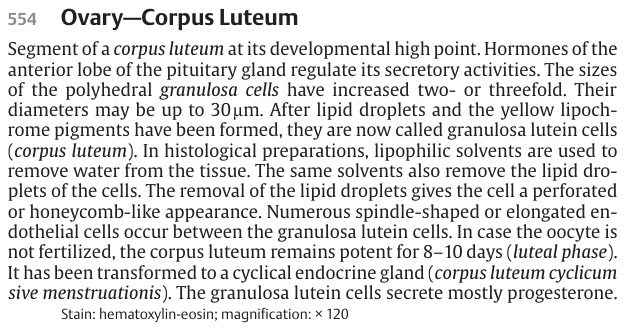 554 Ovary—Corpus Luteum
Segment of a corpus luteum at its developmental high point. Hormones of the
anterior lobe of the pituitary gland regulate its secretory activities. The sizes
of the polyhedral granulosa cells have increased two- or threefold. Their
diameters may be up to 30 μm. After lipid droplets and the yellow lipoch-
rome pigments have been formed, they are now called granulosa lutein cells
(corpus luteum). In histological preparations, lipophilic solvents are used to
remove water from the tissue. The same solvents also remove the lipid dro-
plets of the cells. The removal of the lipid droplets gives the cell a perforated
or honeycomb-like appearance. Numerous spindle-shaped or elongated en-
dothelial cells occur between the granulosa lutein cells. In case the oocyte is
not fertilized, the corpus luteum remains potent for 8–10 days (luteal phase).
It has been transformed to a cyclical endocrine gland (corpus luteum cyclicum
sive menstruationis). The granulosa lutein cells secrete mostly progesterone.
Stain: hematoxylin-eosin; magnification: × 120